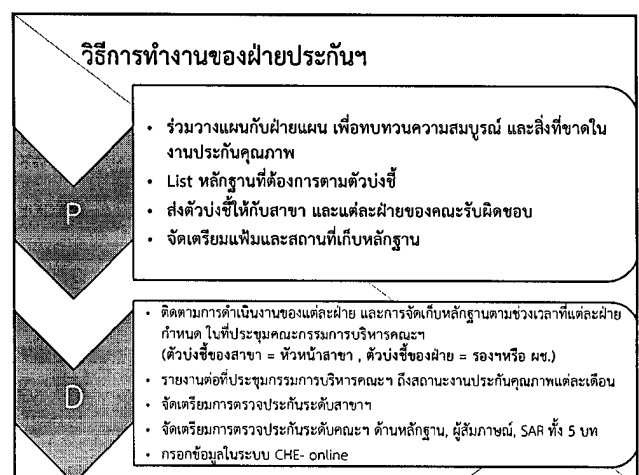 วิธีการทำงานของฝ่ายประกันฯ
P
• ร่วมวางแผนกับฝ่ายแผน เพื่อทบทวนความสมบูรณ์ และสิ่งที่ขาดใน
งานประกันคุณภาพ
• List หลักฐานที่ต้องการตามตัวบ่งชี้
• ส่งตัวบ่งชี้ให้กับสาขา และแต่ละฝ่ายของคณะรับผิดชอบ
• จัดเตรียมแฟ้มและสถานที่เก็บหลักฐาน
D
• ติดตามการดำเนินงานของแต่ละฝ่าย และการจัดเก็บหลักฐานตามช่วงเวลาที่แต่ละฝ่าย
กำหนด ในที่ประชุมคณะกรรมการบริหารคณะฯ
(ตัวบ่งชี้ของสาขา = หัวหน้าสาขา , ตัวบ่งชี้ของฝ่าย = รองฯหรือ ผช.)
• รายงานต่อที่ประชุมกรรมการบริหารคณะฯ ถึงสถานะงานประกันคุณภาพแต่ละเดือน
• จัดเตรียมการตรวจประกันระดับสาขาฯ
• จัดเตรียมการตรวจประกันระดับคณะฯ ด้านหลักฐาน, ผู้สัมภาษณ์, SAR ทั้ง 5 บท
• กรอกข้อมูลในระบบ CHE- online